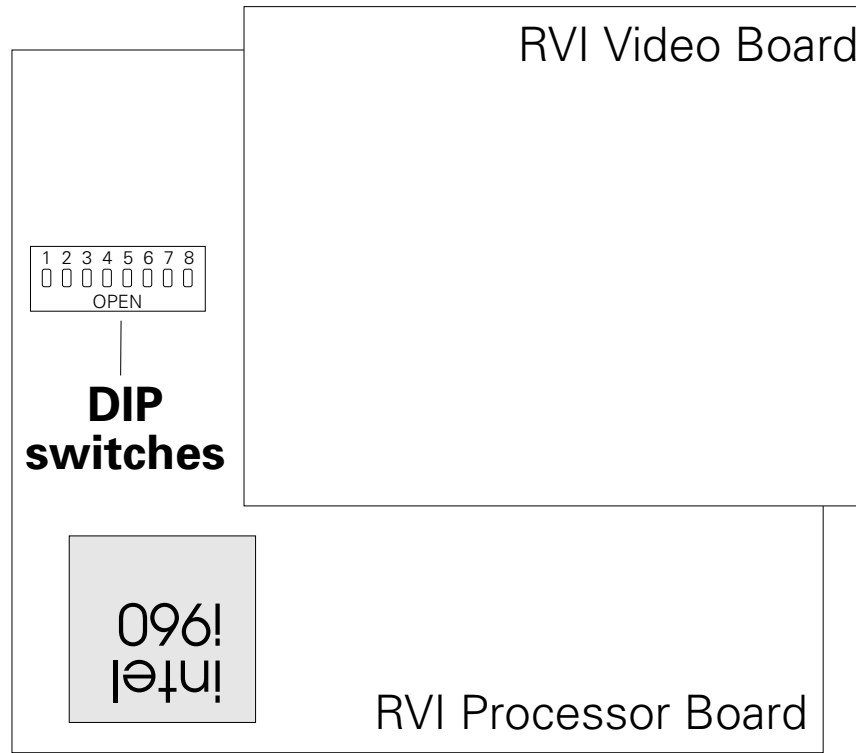 RVI Video Board
1 2 3 4 5 6 7 8
OPEN
DIP
switches
intel
i960
RVI Processor Board